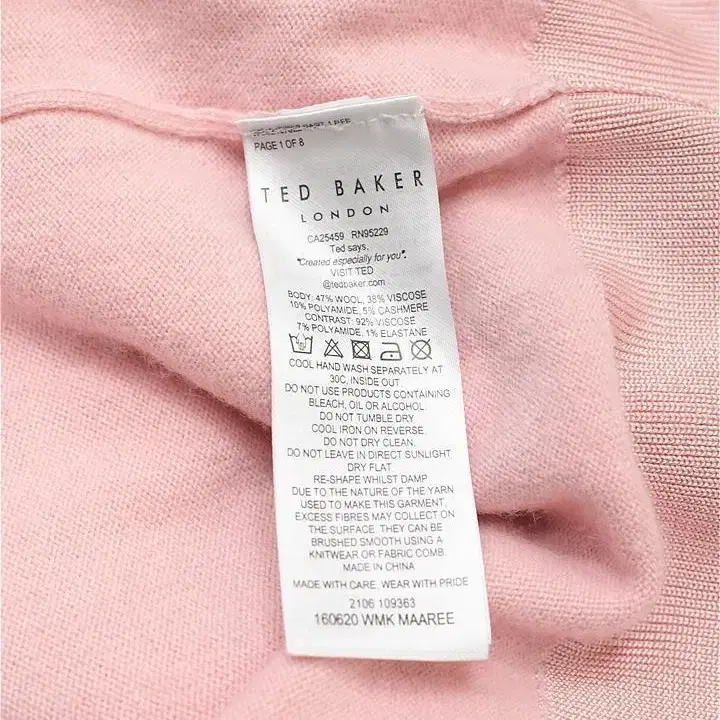 PAGE 1 OF 8
TED BAKER
LONDON
CA25459 RN95229
Ted says,
"Created especially for you".
VISIT TED
@tedbaker.com
BODY: 47% WOOL, 38% VISCOSE
10% POLYAMIDE, 5% CASHMERE
CONTRAST: 92% VISCOSE
7% POLYAMIDE, 1% ELASTANE
COOL HAND WASH SEPARATELY AT
30C, INSIDE OUT
DO NOT USE PRODUCTS CONTAINING
BLEACH, OIL OR ALCOHOL.
DO NOT TUMBLE DRY
COOL IRON ON REVERSE
DO NOT DRY CLEAN.
DO NOT LEAVE IN DIRECT SUNLIGHT
DRY FLAT.
RE-SHAPE WHILST DAMP
DUE TO THE NATURE OF THE YARN
USED TO MAKE THIS GARMENT,
EXCESS FIBRES MAY COLLECT ON
THE SURFACE. THEY CAN BE
BRUSHED SMOOTH USING A
KNITWEAR OR FABRIC COMB.
MADE IN CHINA
MADE WITH CARE, WEAR WITH PRIDE
2106 109363
160620 WMK MAAREE